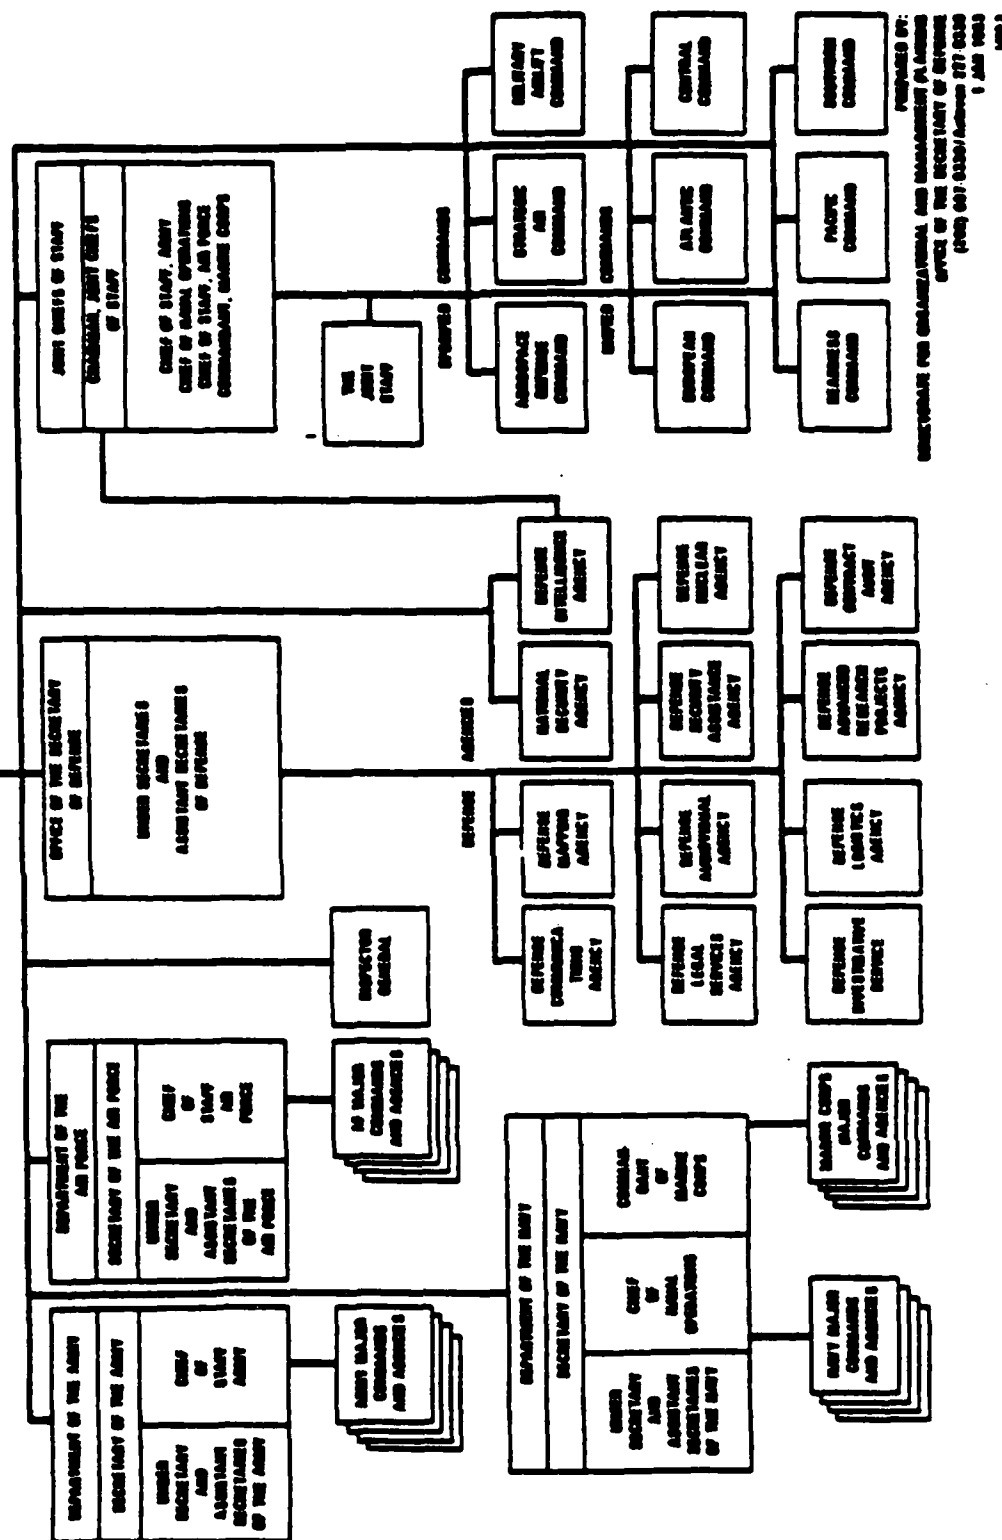 DEPARTMENT OF THE ARMY
SECRETARY OF THE ARMY
UNDER
SECRETARY
AND
ASSISTANT
SECRETARIES
OF THE ARMY
CHIEF
OF
STAFF
ARMY
ARMY MAJOR
COMMANDS
AND AGENCIES
DEPARTMENT OF THE
AIR FORCE
SECRETARY OF THE AIR FORCE
UNDER
SECRETARY
AND
ASSISTANT
SECRETARIES
OF THE
AIR FORCE
CHIEF
OF
STAFF
AIR
FORCE
MAJOR
COMMANDS
AND AGENCIES
DEPARTMENT OF THE NAVY
SECRETARY OF THE NAVY
UNDER
SECRETARY
AND
ASSISTANT
SECRETARIES
OF THE NAVY
CHIEF
OF
NAVAL
OPERATIONS
COMMAN-
DANT
OF
MARINE
CORPS
NAVY MAJOR
COMMANDS
AND AGENCIES
MARINE CORPS
MAJOR
COMMANDS
AND AGENCIES
INSPECTOR
GENERAL
OFFICE OF THE SECRETARY
OF DEFENSE
UNDER SECRETARIES
AND
ASSISTANT SECRETARIES
OF DEFENSE
DEFENSE AGENCIES
DEFENSE
COMMUNICA
TIONS
AGENCY
DEFENSE
MAPPING
AGENCY
NATIONAL
SECURITY
AGENCY
DEFENSE
INTELLIGENCE
AGENCY
DEFENSE
LEGAL
SERVICES
AGENCY
DEFENSE
AUDIOVISUAL
AGENCY
DEFENSE
SECURITY
ASSISTANCE
AGENCY
DEFENSE
NUCLEAR
AGENCY
DEFENSE
INVESTIGATIVE
SERVICE
DEFENSE
LOGISTICS
AGENCY
DEFENSE
ADVANCED
RESEARCH
PROJECTS
AGENCY
DEFENSE
CONTRACT
AUDIT
AGENCY
JOINT CHIEFS OF STAFF
CHAIRMAN, JOINT CHIEFS
OF STAFF
CHIEF OF STAFF, ARMY
CHIEF OF NAVAL OPERATIONS
CHIEF OF STAFF, AIR FORCE
COMMANDANT, MARINE CORPS
THE
JOINT
STAFF
SPECIFIED COMMANDS
AEROSPACE
DEFENSE
COMMAND
STRATEGIC
AIR
COMMAND
MILITARY
AIRLIFT
COMMAND
UNIFIED COMMANDS
EUROPEAN
COMMAND
ATLANTIC
COMMAND
CENTRAL
COMMAND
READINESS
COMMAND
PACIFIC
COMMAND
SOUTHERN
COMMAND
PREPARED BY:
DIRECTORATE FOR ORGANIZATIONAL AND MANAGEMENT PLANNING
OFFICE OF THE SECRETARY OF DEFENSE